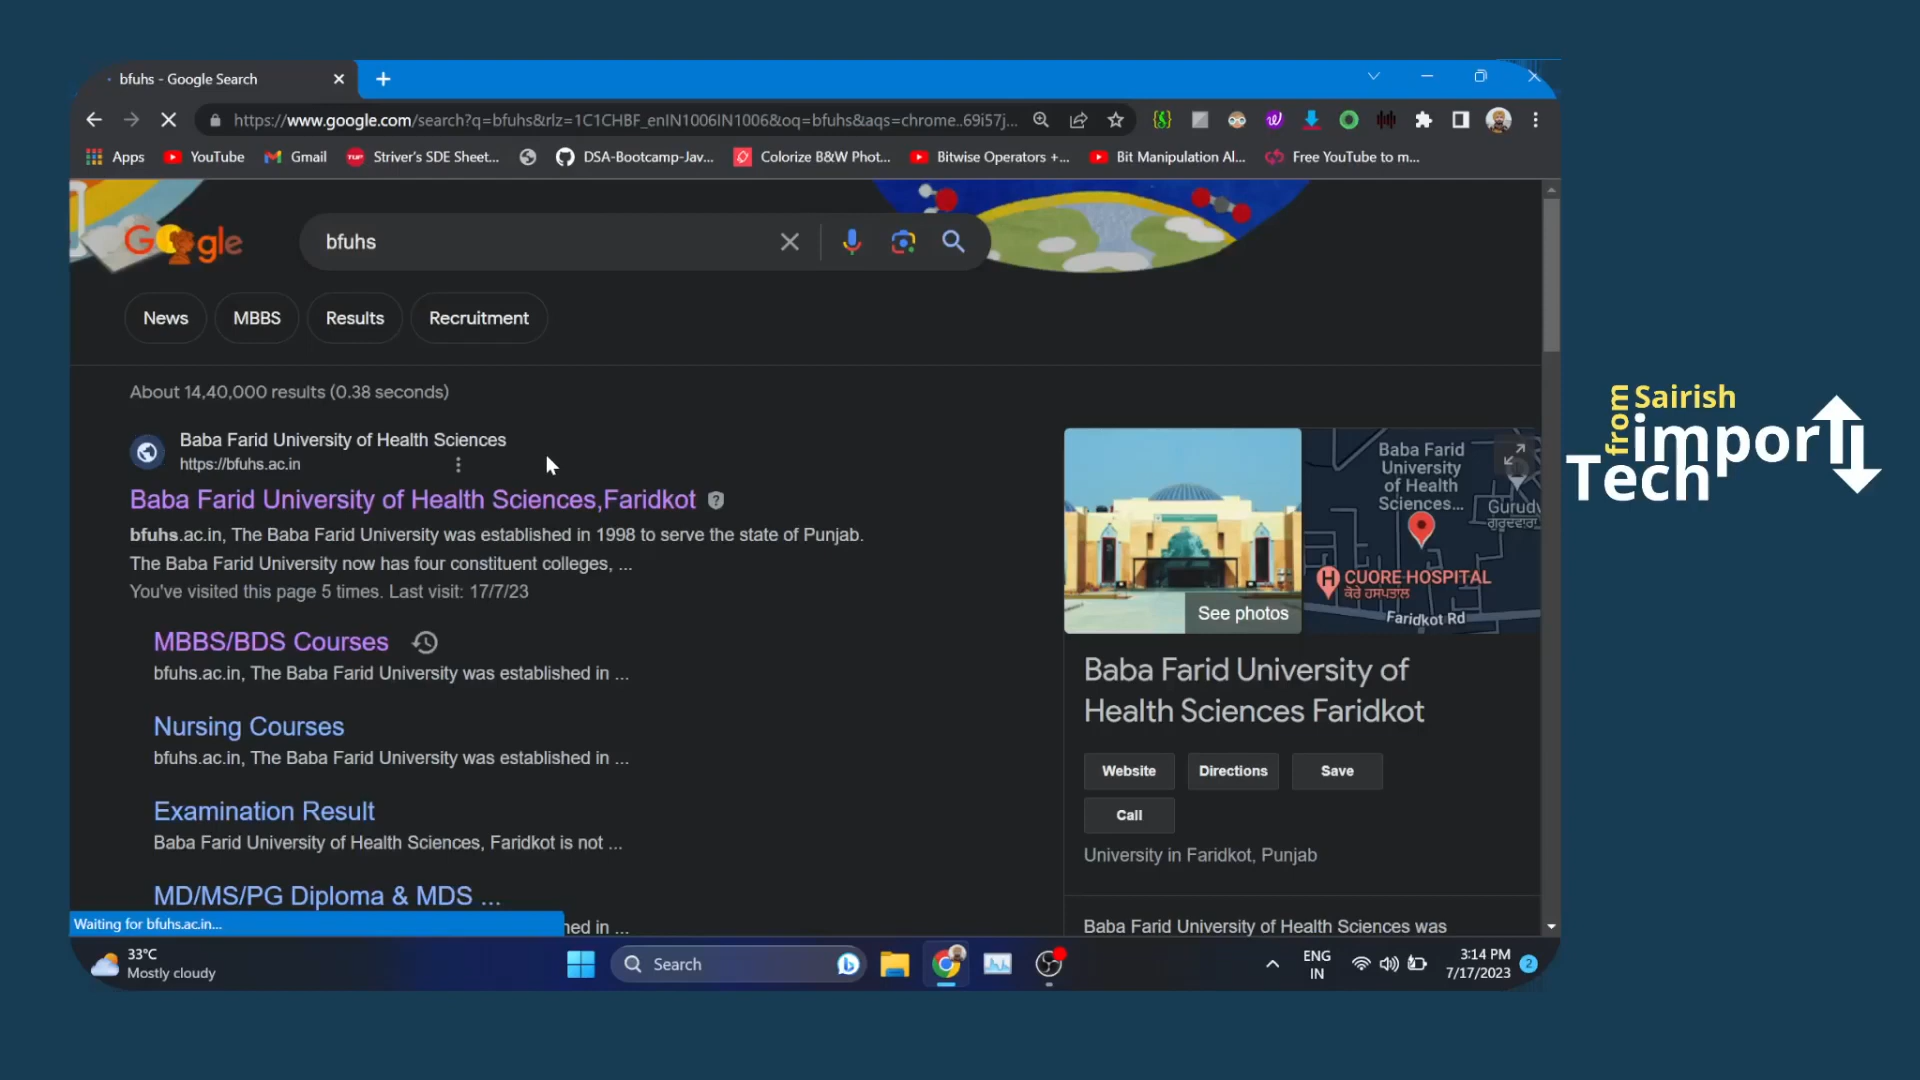 bfuhs - Google Search
https://www.google.com/search?q=bfuhs&rlz=1C1CHBF_enIN1006IN1006&oq=bfuhs&aqs=chrome..69i57j...
Apps YouTube Gmail Striver's SDE Sheet... DSA-Bootcamp-Jav... Colorize B&W Phot... Bitwise Operators +... Bit Manipulation Al... Free YouTube to m...
Google
bfuhs
News MBBS Results Recruitment
About 14,40,000 results (0.38 seconds)
Baba Farid University of Health Sciences
https://bfuhs.ac.in
Baba Farid University of Health Sciences,Faridkot
bfuhs.ac.in, The Baba Farid University was established in 1998 to serve the state of Punjab.
The Baba Farid University now has four constituent colleges, ...
You've visited this page 5 times. Last visit: 17/7/23
MBBS/BDS Courses
bfuhs.ac.in, The Baba Farid University was established in ...
Nursing Courses
bfuhs.ac.in, The Baba Farid University was established in ...
Examination Result
Baba Farid University of Health Sciences, Faridkot is not ...
MD/MS/PG Diploma & MDS ...
hed in ...
Waiting for bfuhs.ac.in...
See photos
Baba Farid
University
of Health
Sciences...
Gurudw
ਗੁਰਦੁਆਰਾ
CUORE HOSPITAL
ਕੋਰੇ ਹਸਪਤਾਲ
Faridkot Rd
Baba Farid University of
Health Sciences Faridkot
Website Directions Save
Call
University in Faridkot, Punjab
Baba Farid University of Health Sciences was
33°C
Mostly cloudy
Search
ENG
IN
3:14 PM
7/17/2023
2
from Sairish
import
Tech